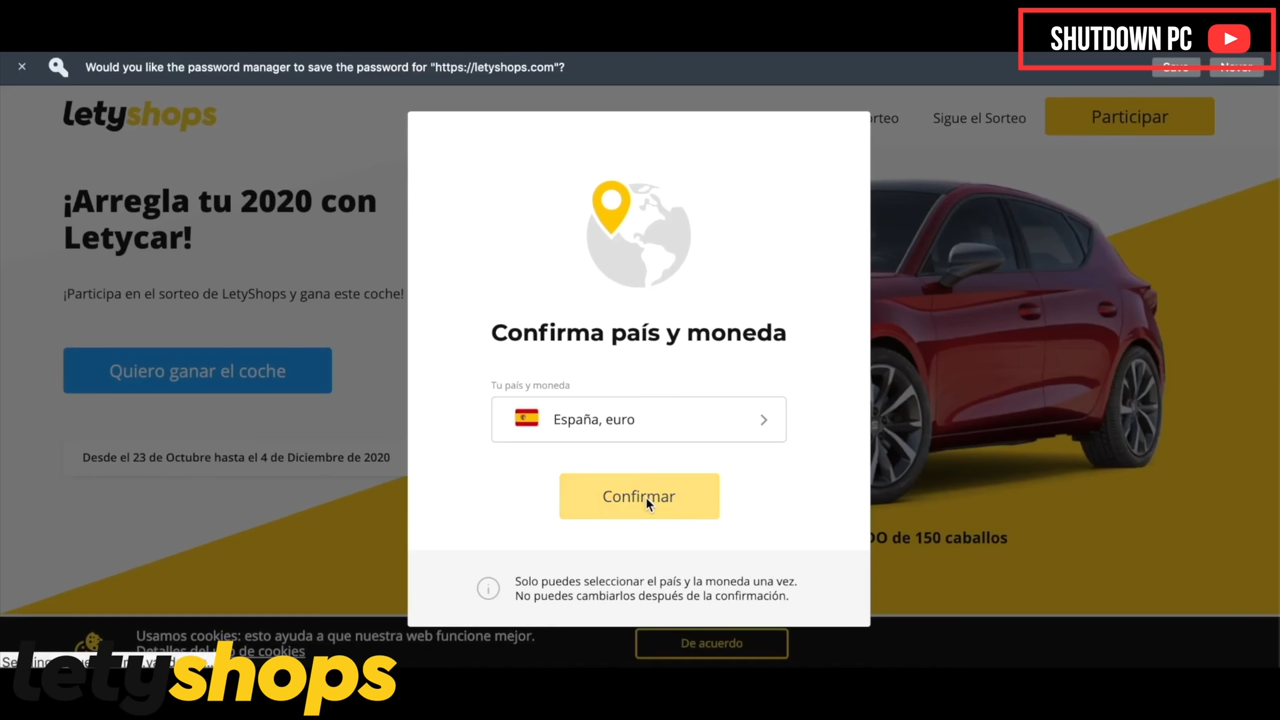 SHUTDOWN PC
Would you like the password manager to save the password for "https://letyshops.com"?
Save
Never
letyshops
Sigue el Sorteo
Participar
¡Arregla tu 2020 con
Letycar!
¡Participa en el sorteo de LetyShops y gana este coche!
Quiero ganar el coche
Desde el 23 de Octubre hasta el 4 de Diciembre de 2020
Confirma país y moneda
Tu país y moneda
España, euro
Confirmar
de 150 caballos
Solo puedes seleccionar el país y la moneda una vez.
No puedes cambiarlos después de la confirmación.
Usamos cookies: esto ayuda a que nuestra web funcione mejor.
Detalles del uso de cookies
De acuerdo
letyshops